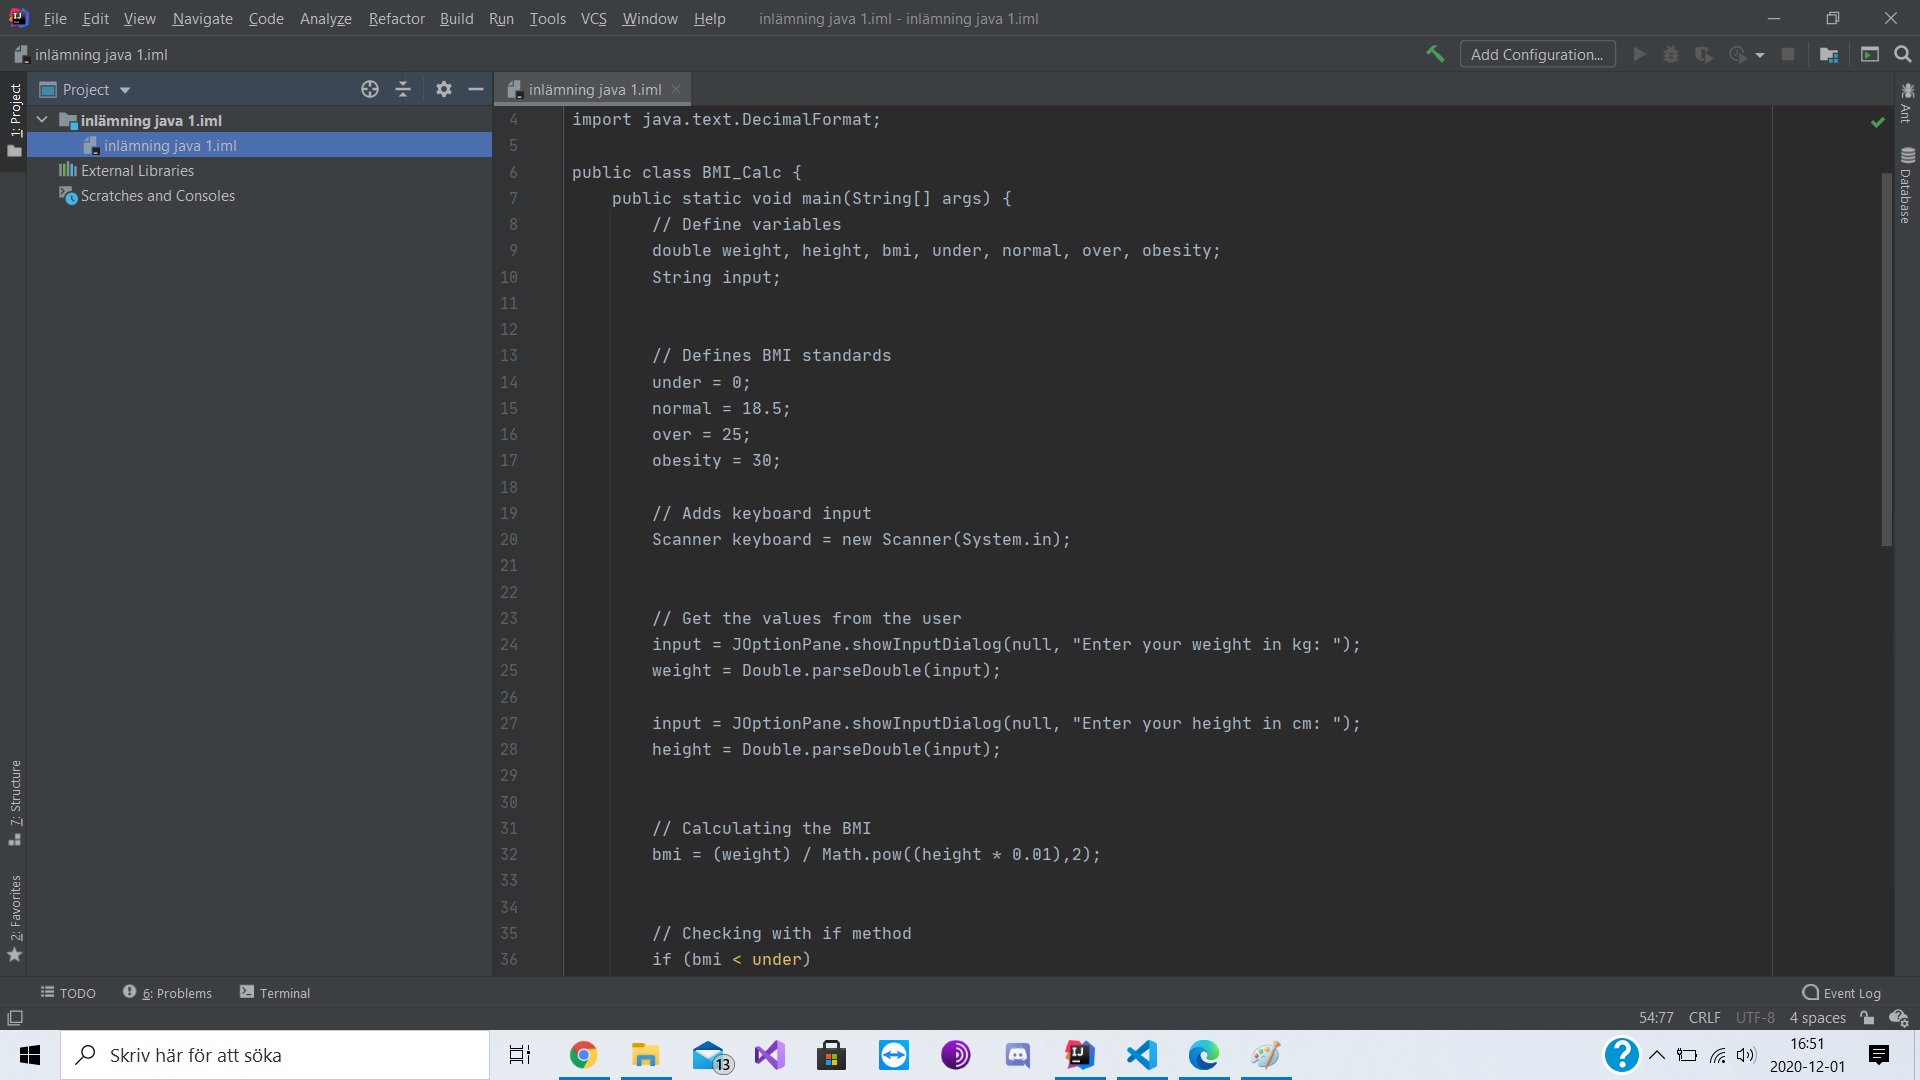 File Edit View Navigate Code Analyze Refactor Build Run Tools VCS Window Help inlämning java 1.iml - inlämning java 1.iml
inlämning java 1.iml Add Configuration...
1: Project
Project
inlämning java 1.iml
inlämning java 1.iml
inlämning java 1.iml
External Libraries
Scratches and Consoles
4 import java.text.DecimalFormat;
5
6 public class BMI_Calc {
7 public static void main(String[] args) {
8 // Define variables
9 double weight, height, bmi, under, normal, over, obesity;
10 String input;
11
12
13 // Defines BMI standards
14 under = 0;
15 normal = 18.5;
16 over = 25;
17 obesity = 30;
18
19 // Adds keyboard input
20 Scanner keyboard = new Scanner(System.in);
21
22
23 // Get the values from the user
24 input = JOptionPane.showInputDialog(null, "Enter your weight in kg: ");
25 weight = Double.parseDouble(input);
26
27 input = JOptionPane.showInputDialog(null, "Enter your height in cm: ");
28 height = Double.parseDouble(input);
29
30
31 // Calculating the BMI
32 bmi = (weight) / Math.pow((height * 0.01),2);
33
34
35 // Checking with if method
36 if (bmi < under)
Ant
Database
7: Structure
2: Favorites
TODO 6: Problems Terminal Event Log
54:77 CRLF UTF-8 4 spaces
Skriv här för att söka
13
16:51
2020-12-01